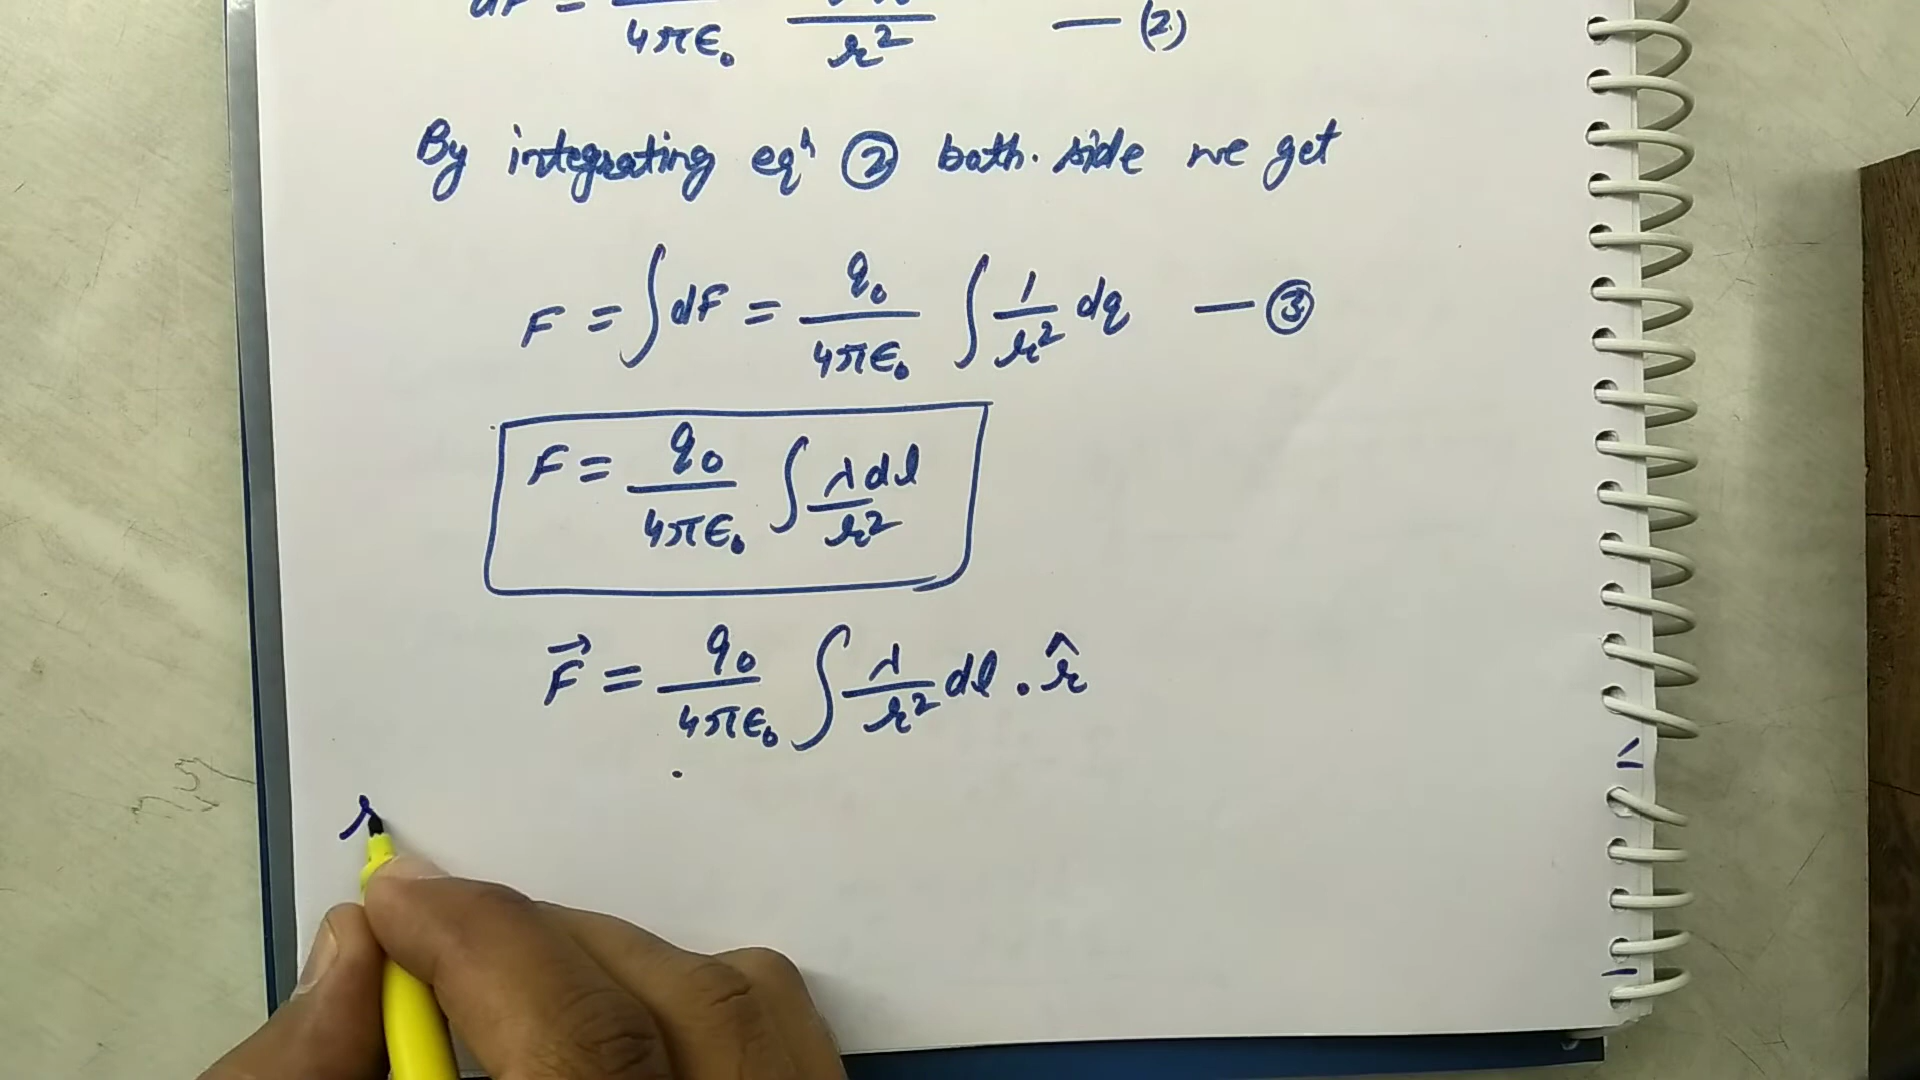 4πε₀ r² — (2)
By integrating eqⁿ ② both side we get
F = ∫dF = q₀/4πε₀ ∫ 1/r² dq — ③
F = q₀/4πε₀ ∫ λdl/r²
F⃗ = q₀/4πε₀ ∫ λ/r² dl . r̂